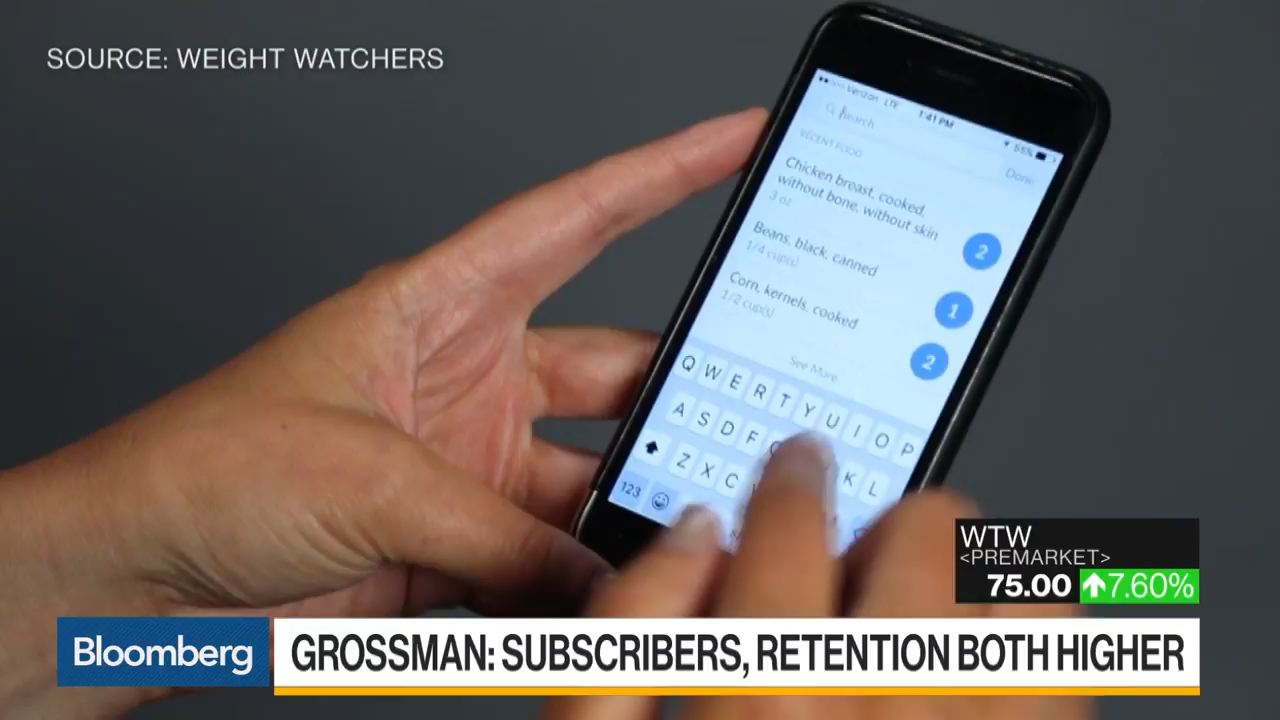 SOURCE: WEIGHT WATCHERS
Verizon LTE 1:41 PM 55%
Search
Done
RECENT FOOD
Chicken breast, cooked,
without bone, without skin
3 oz
2
Beans, black, canned
1/4 cup(s)
1
Corn, kernels, cooked
1/2 cup(s)
2
See More
Q W E R T Y U I O P
A S D F K L
Z X C
123
WTW
<PREMARKET>
75.00 7.60%
Bloomberg
GROSSMAN: SUBSCRIBERS, RETENTION BOTH HIGHER